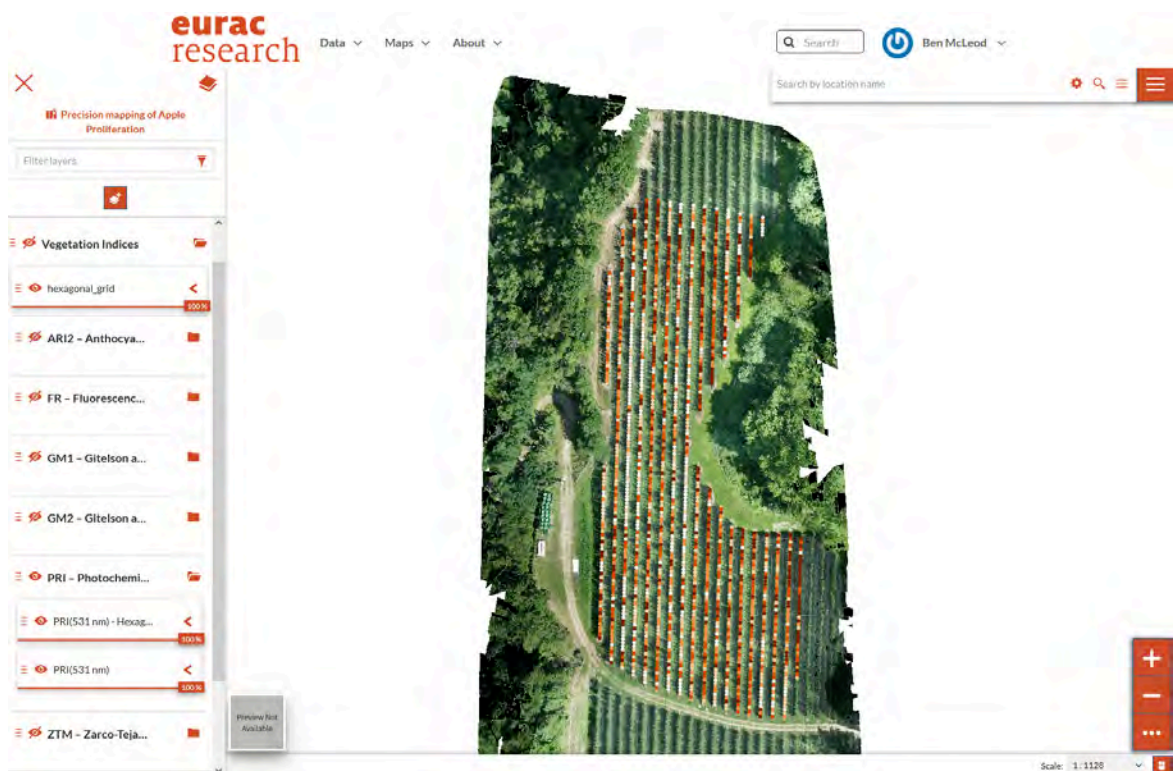 eurac
research
Data
Maps
About
Search
Ben McLeod
Search by location name
Precision mapping of Apple
Proliferation
Filter layers
Vegetation Indices
hexagonal_grid
100 %
ARI2 – Anthocya...
FR – Fluorescenc...
GM1 – Gitelson a...
GM2 – Gitelson a...
PRI – Photochemi...
PRI(531 nm) - Hexag...
100 %
PRI(531 nm)
100 %
ZTM – Zarco-Teja...
Preview Not
Available
Scale: 1 : 1128